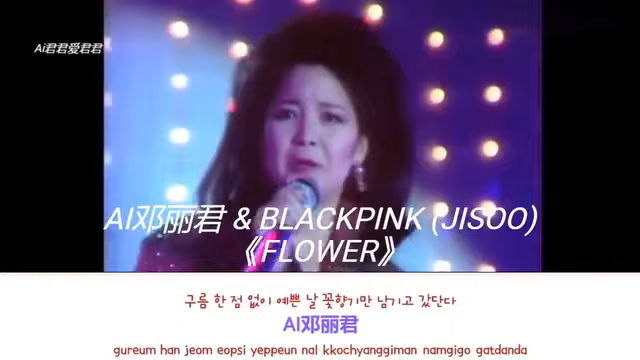 Ai君君爱君君
AI邓丽君 & BLACKPINK (JISOO)
《FLOWER》
구름 한 점 없이 예쁜 날 꽃향기만 남기고 갔단다
AI邓丽君
gureum han jeom eopsi yeppeun nal kkochyanggiman namgigo gatdanda